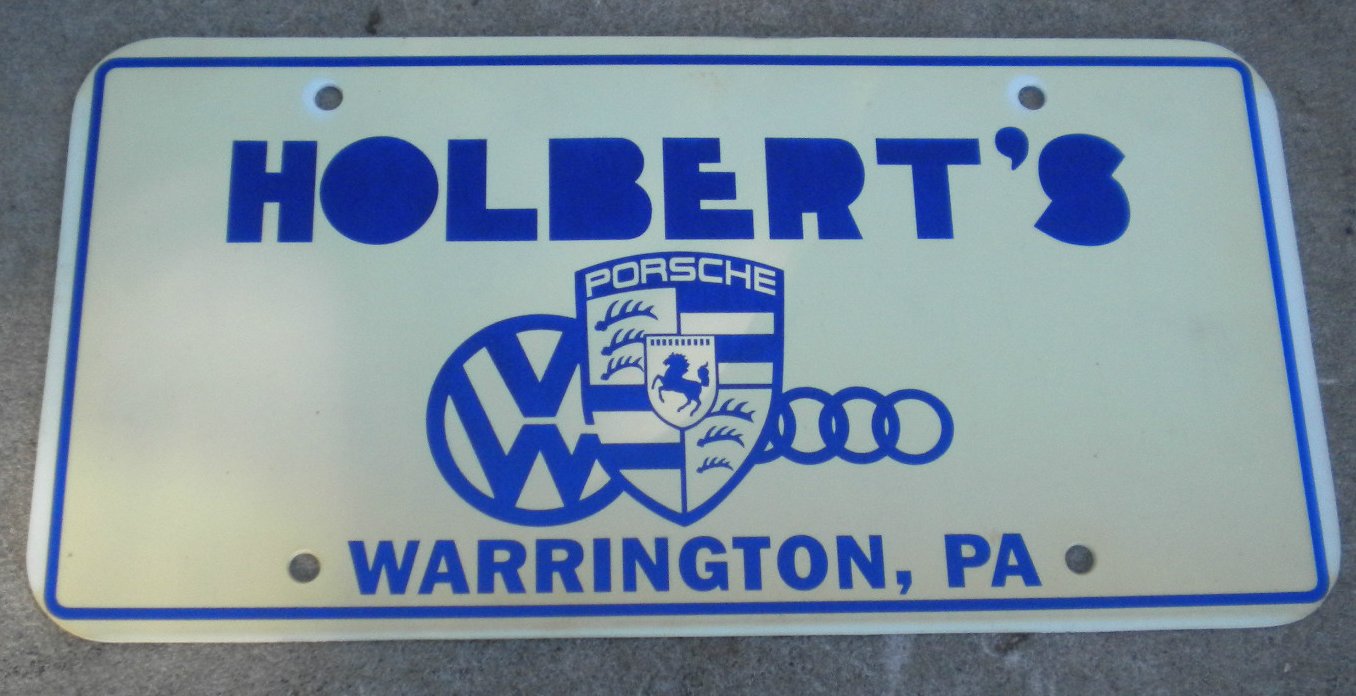 HOLBERT'S
PORSCHE
WARRINGTON, PA